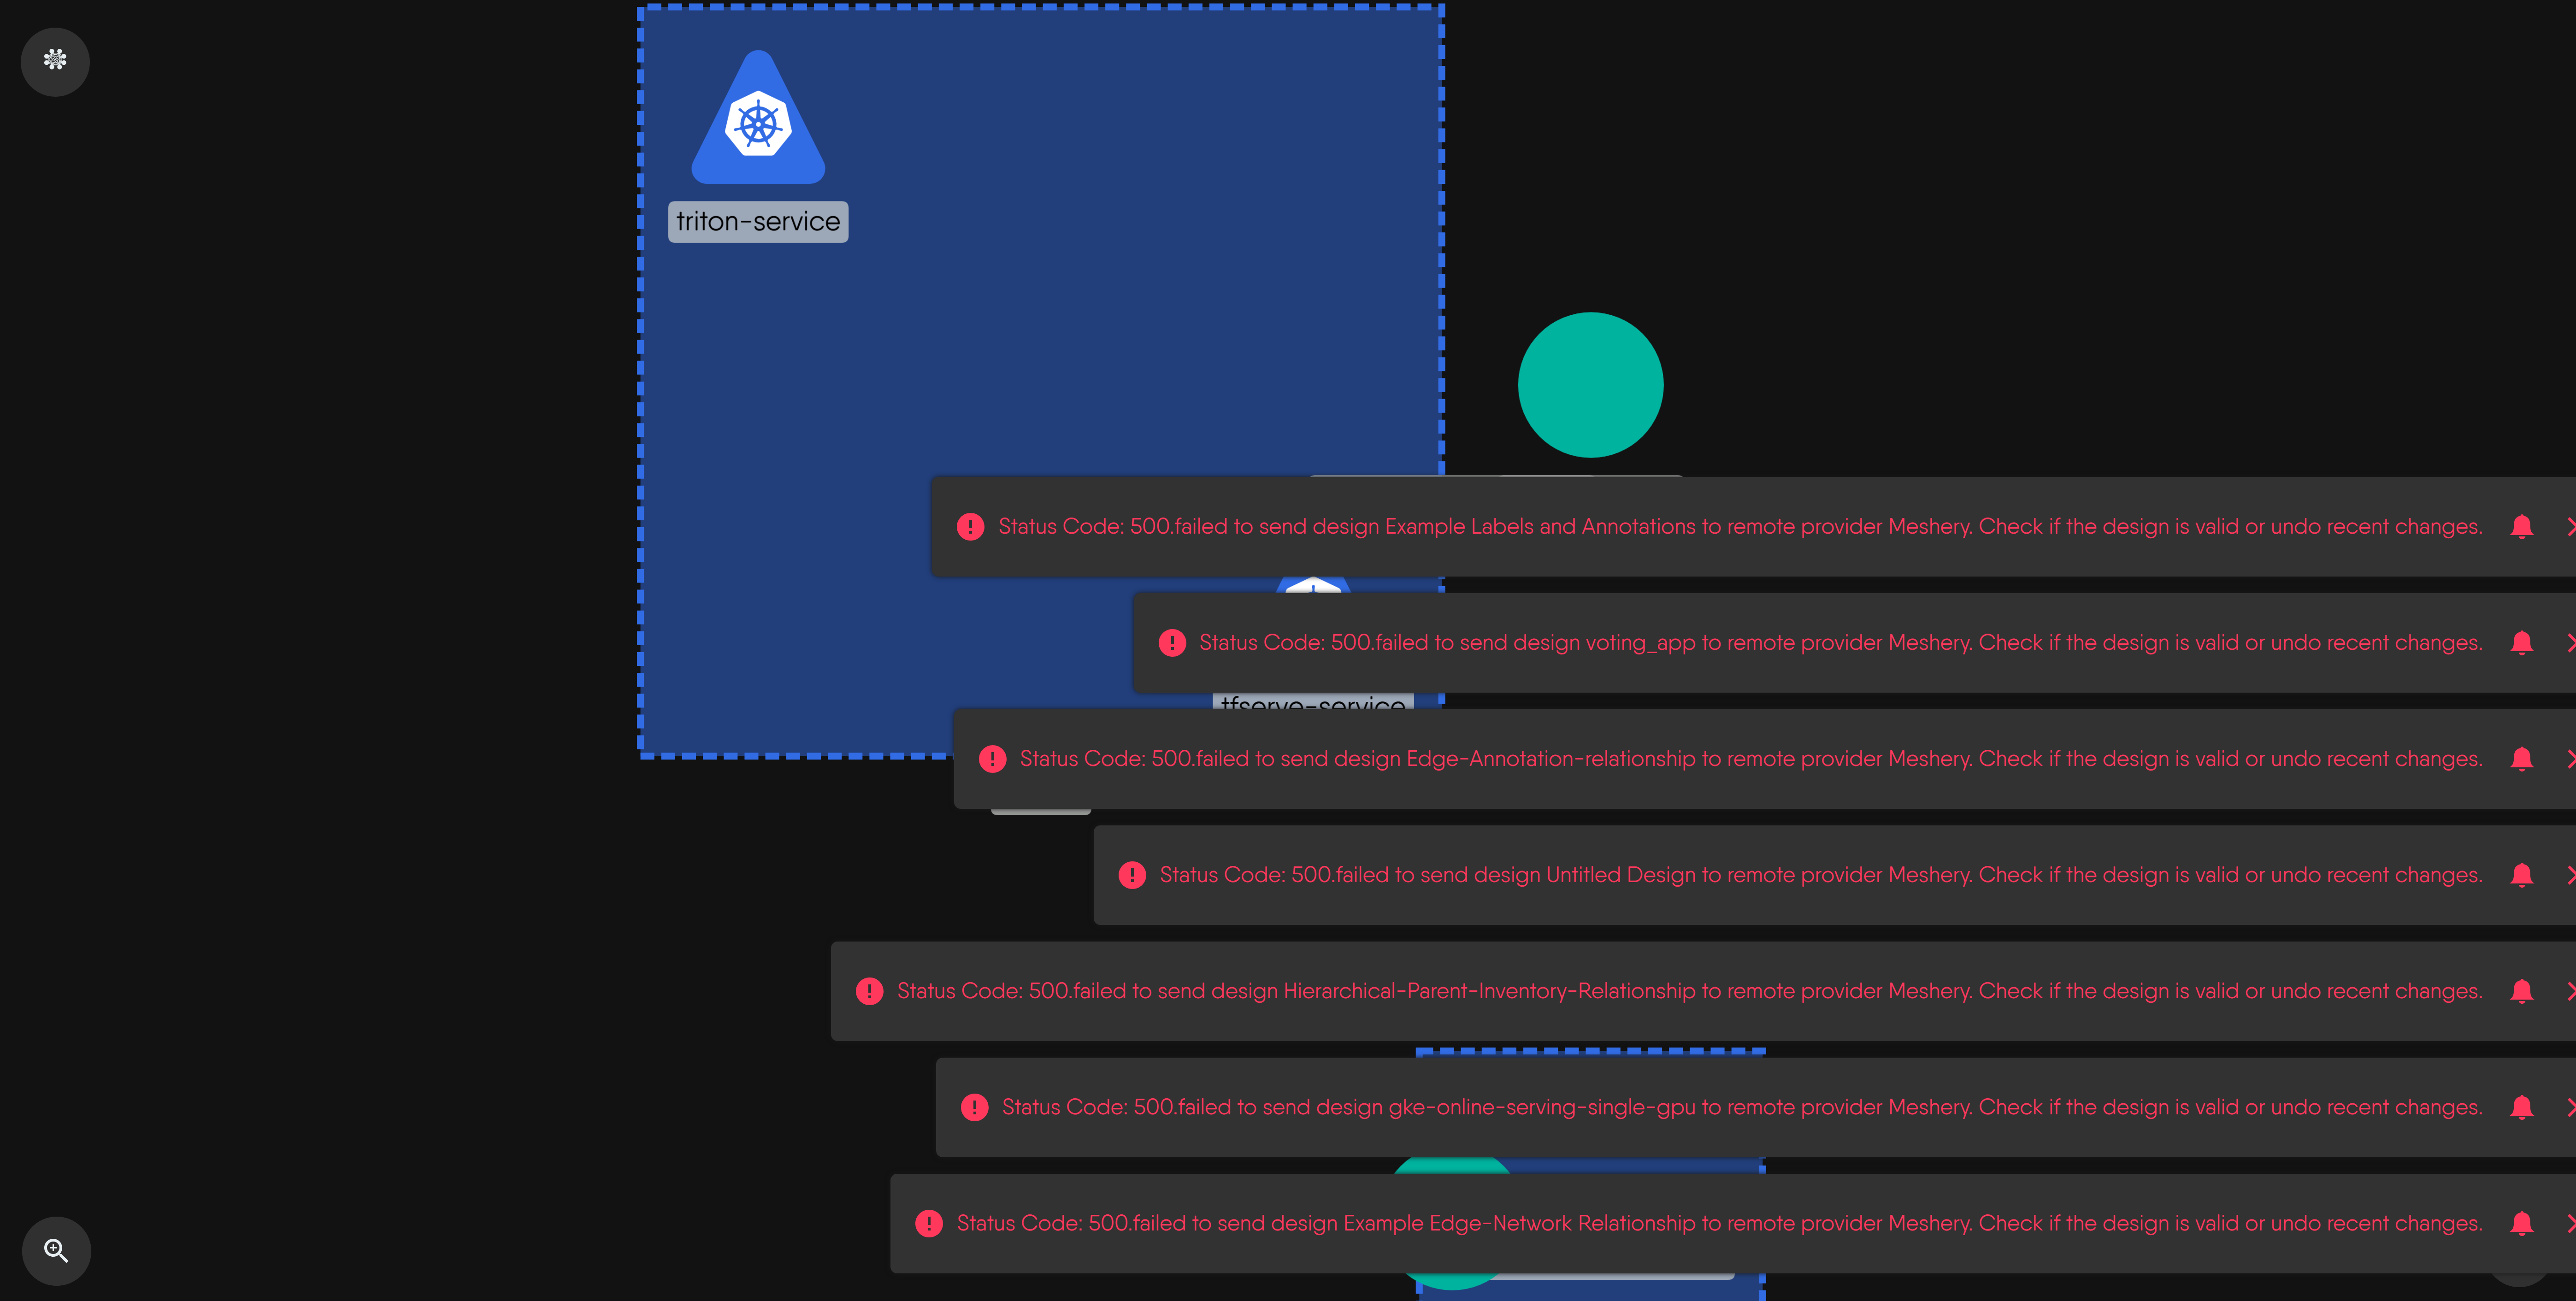 triton-service
Status Code: 500.failed to send design Example Labels and Annotations to remote provider Meshery. Check if the design is valid or undo recent changes.
Status Code: 500.failed to send design voting_app to remote provider Meshery. Check if the design is valid or undo recent changes.
tfserve-service
Status Code: 500.failed to send design Edge-Annotation-relationship to remote provider Meshery. Check if the design is valid or undo recent changes.
Status Code: 500.failed to send design Untitled Design to remote provider Meshery. Check if the design is valid or undo recent changes.
Status Code: 500.failed to send design Hierarchical-Parent-Inventory-Relationship to remote provider Meshery. Check if the design is valid or undo recent changes.
Status Code: 500.failed to send design gke-online-serving-single-gpu to remote provider Meshery. Check if the design is valid or undo recent changes.
Status Code: 500.failed to send design Example Edge-Network Relationship to remote provider Meshery. Check if the design is valid or undo recent changes.